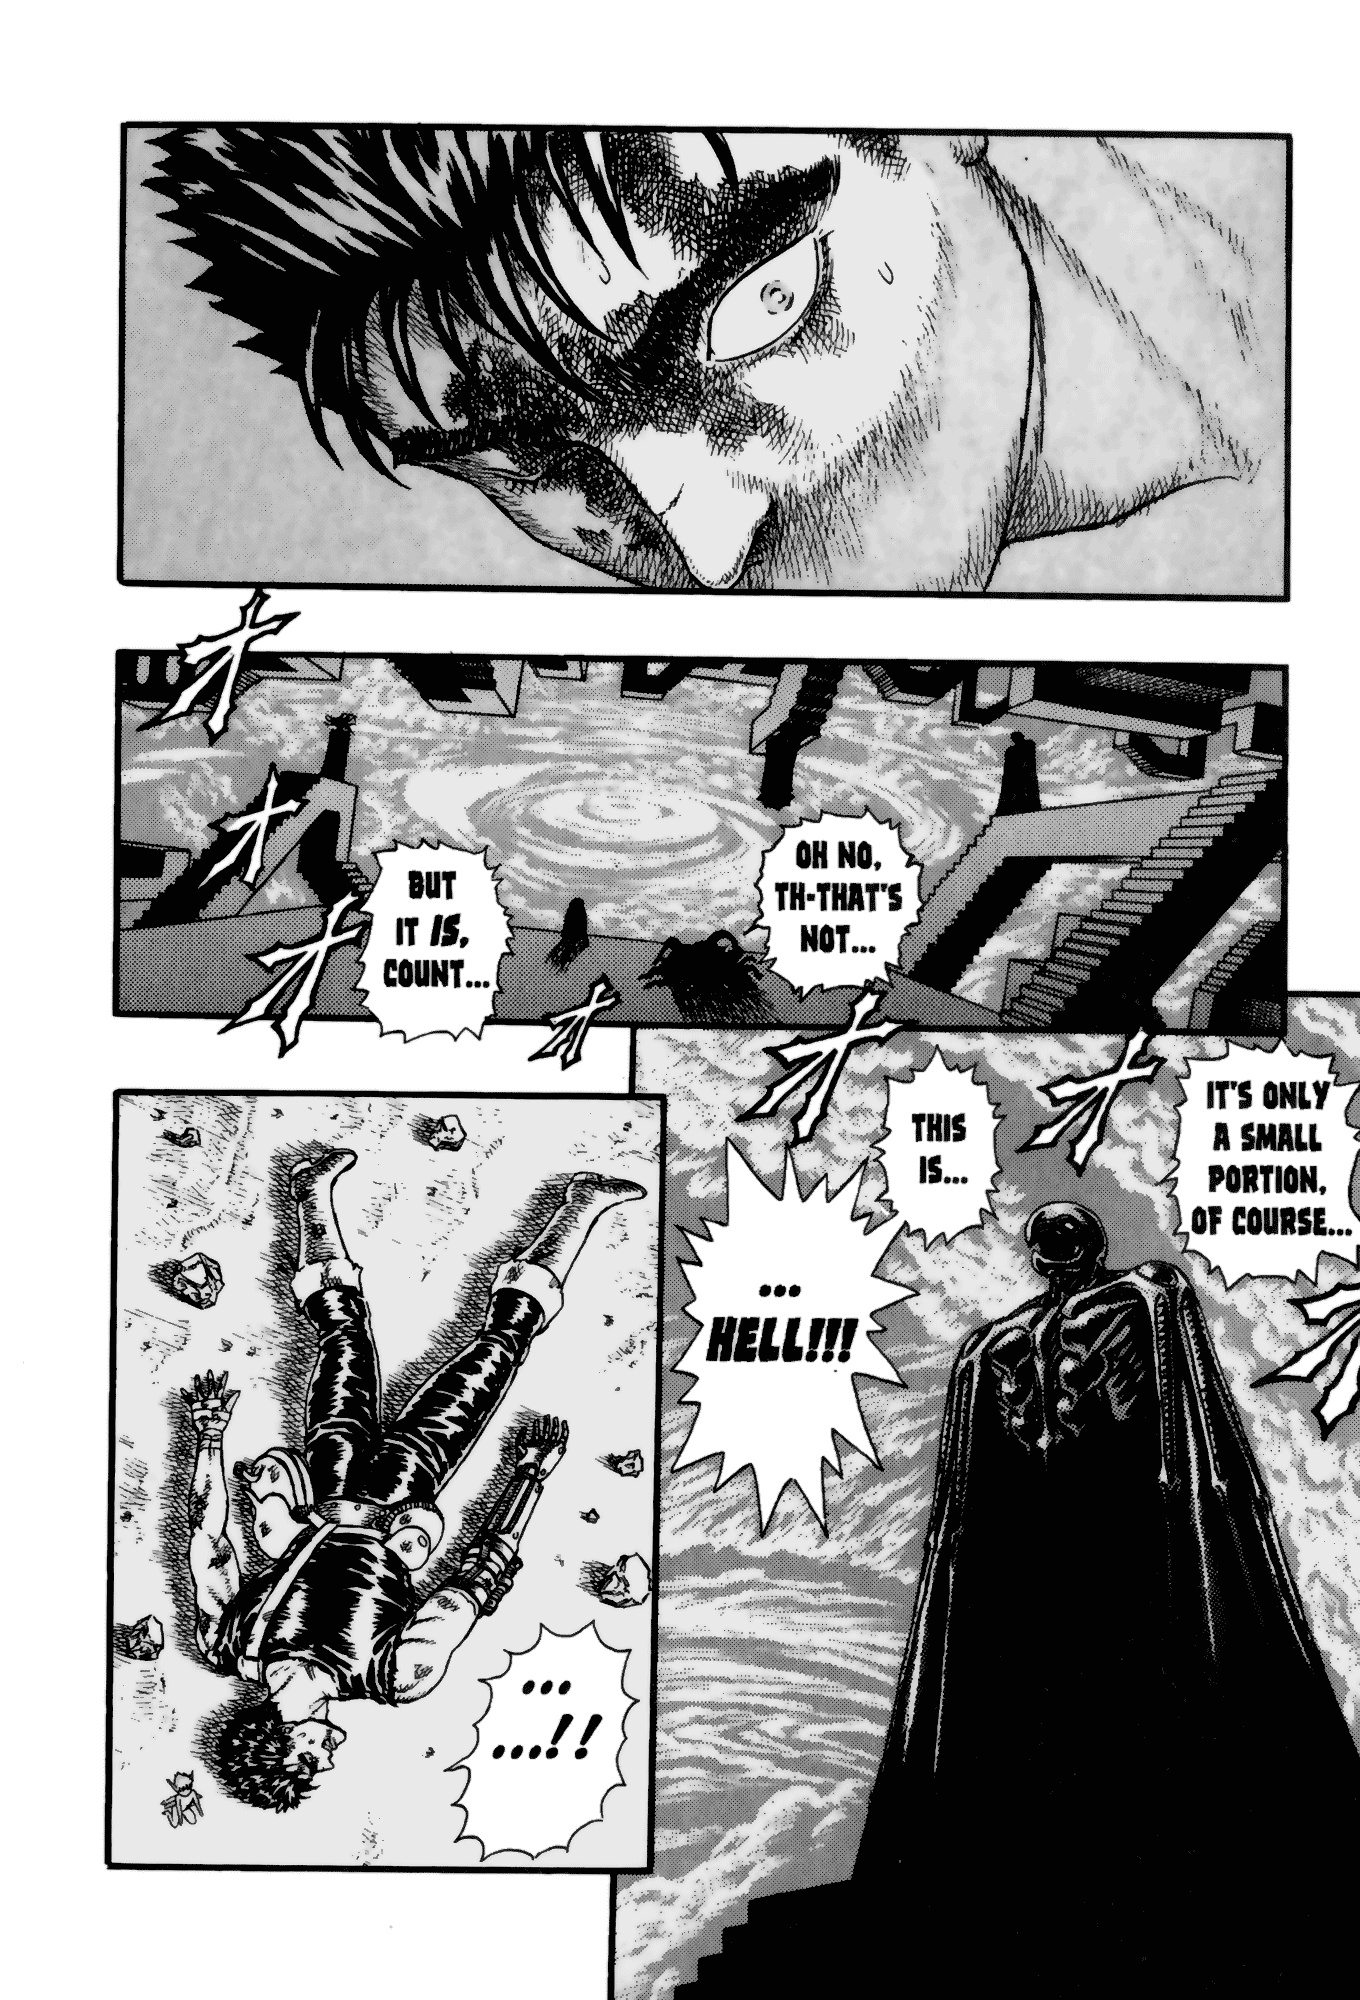 オ
オ
オ
オ
OH NO,
TH-THAT'S
NOT...
BUT
IT IS,
COUNT...
オ
オ
オ
IT'S ONLY
A SMALL
PORTION,
OF COURSE...
THIS
IS...
...
HELL!!!
...
...!!